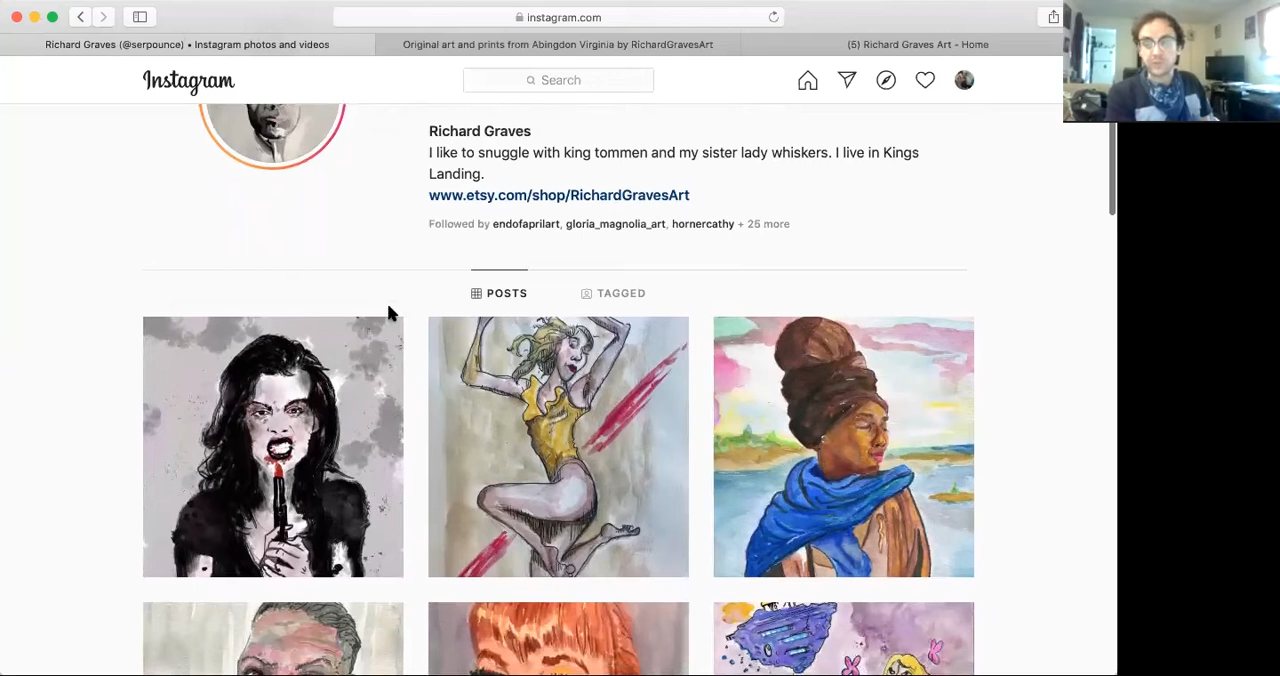 instagram.com
Richard Graves (@serpounce) • Instagram photos and videos
Original art and prints from Abingdon Virginia by RichardGravesArt
(5) Richard Graves Art - Home
Instagram
Search
Richard Graves
I like to snuggle with king tommen and my sister lady whiskers. I live in Kings
Landing.
www.etsy.com/shop/RichardGravesArt
Followed by endofaprilart, gloria_magnolia_art, hornercathy + 25 more
POSTS
TAGGED